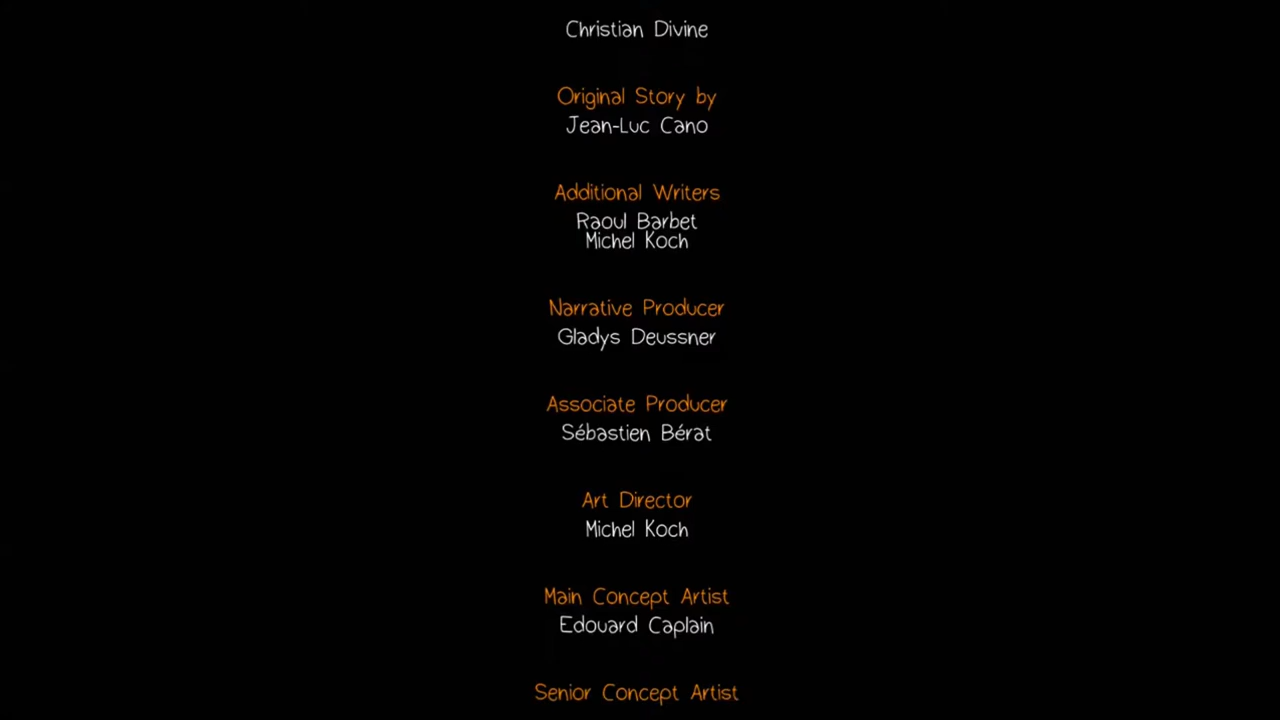 Christian Divine
Original Story by
Jean-Luc Cano
Additional Writers
Raoul Barbet
Michel Koch
Narrative Producer
Gladys Deussner
Associate Producer
Sébastien Bérat
Art Director
Michel Koch
Main Concept Artist
Edouard Caplain
Senior Concept Artist